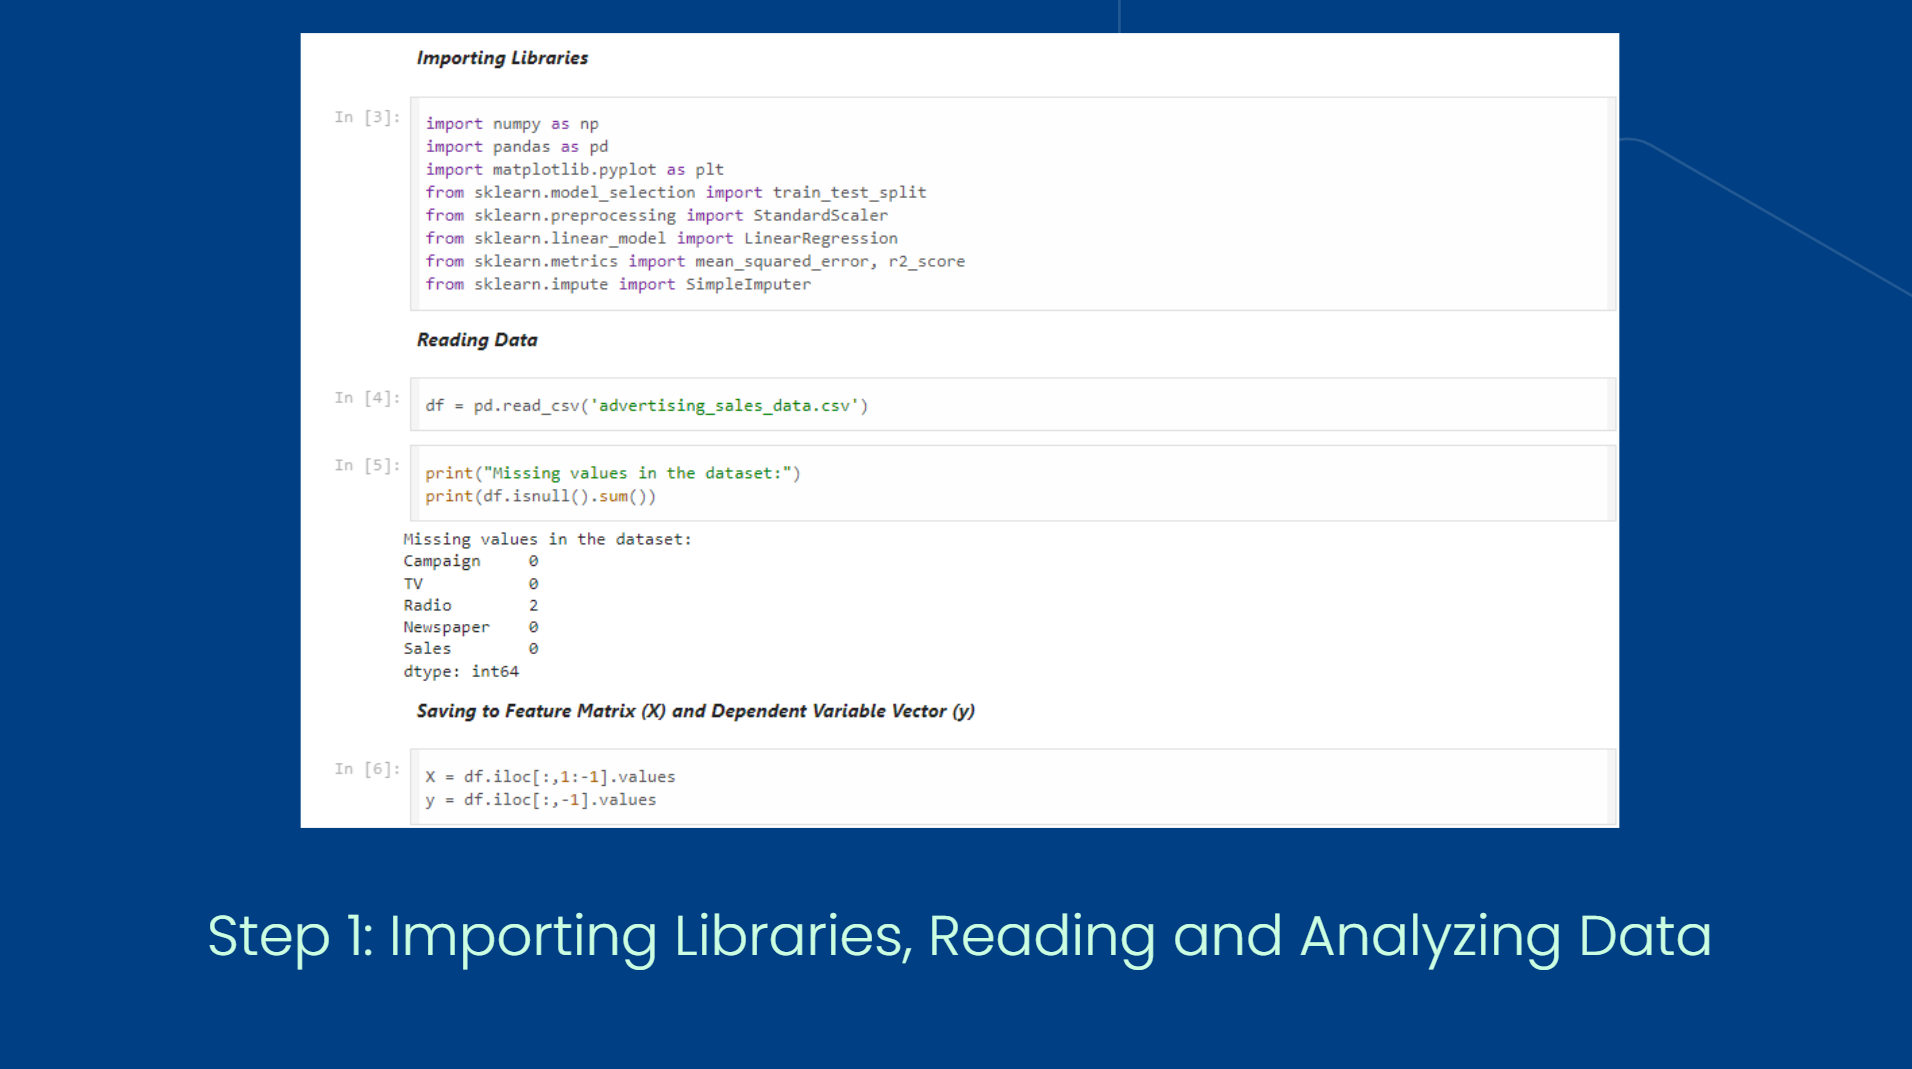 Importing Libraries
In [3]:
import numpy as np
import pandas as pd
import matplotlib.pyplot as plt
from sklearn.model_selection import train_test_split
from sklearn.preprocessing import StandardScaler
from sklearn.linear_model import LinearRegression
from sklearn.metrics import mean_squared_error, r2_score
from sklearn.impute import SimpleImputer
Reading Data
In [4]:
df = pd.read_csv('advertising_sales_data.csv')
In [5]:
print("Missing values in the dataset:")
print(df.isnull().sum())
Missing values in the dataset:
Campaign     0
TV           0
Radio        2
Newspaper    0
Sales        0
dtype: int64
Saving to Feature Matrix (X) and Dependent Variable Vector (y)
In [6]:
X = df.iloc[:,1:-1].values
y = df.iloc[:,-1].values
Step 1: Importing Libraries, Reading and Analyzing Data